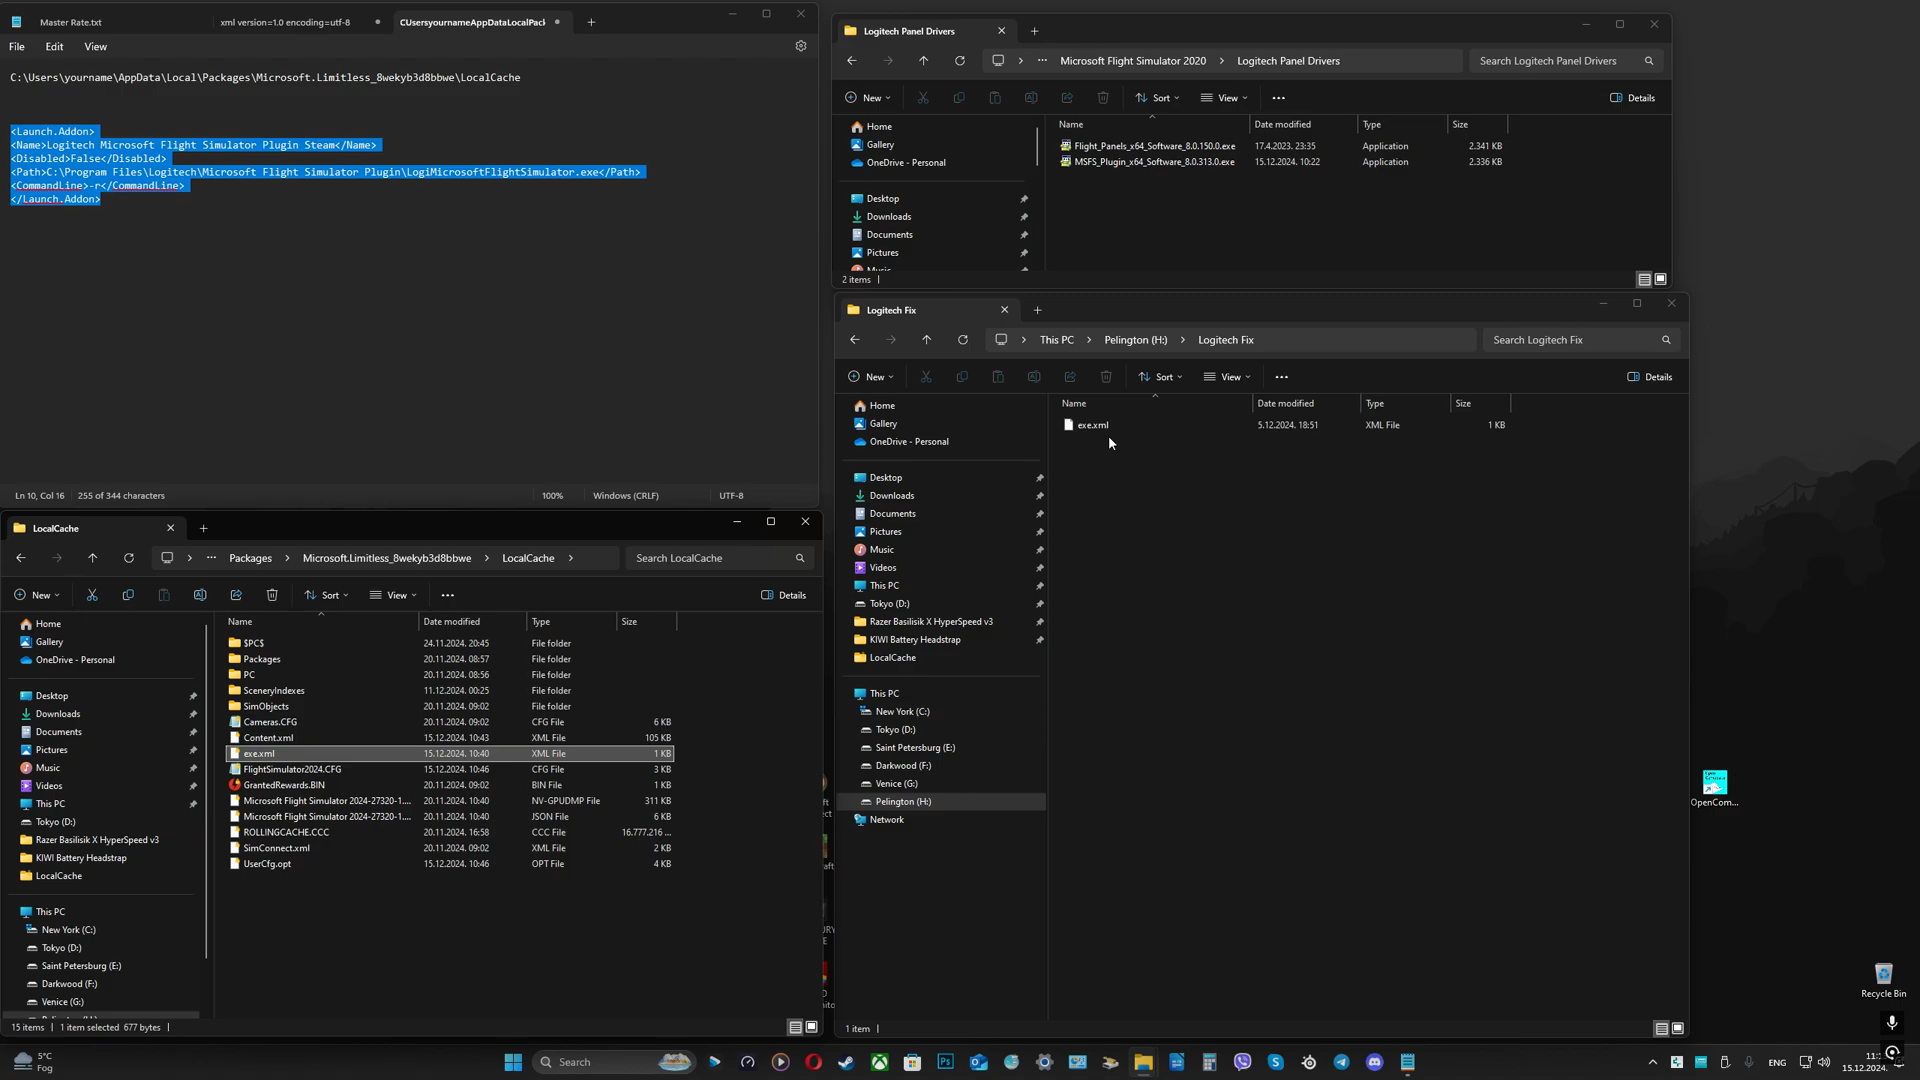 Master Rate.txt
xml version=1.0 encoding=utf-8
CUsersyournameAppDataLocalPack
File
Edit
View
C:\Users\yourname\AppData\Local\Packages\Microsoft.Limitless_8wekyb3d8bbwe\LocalCache
<Launch.Addon>
<Name>Logitech Microsoft Flight Simulator Plugin Steam</Name>
<Disabled>False</Disabled>
<Path>C:\Program Files\Logitech\Microsoft Flight Simulator Plugin\LogiMicrosoftFlightSimulator.exe</Path>
<CommandLine>-r</CommandLine>
</Launch.Addon>
Ln 10, Col 16
255 of 344 characters
100%
Windows (CRLF)
UTF-8
Logitech Panel Drivers
Microsoft Flight Simulator 2020
Logitech Panel Drivers
Search Logitech Panel Drivers
New
Sort
View
Details
Home
Gallery
OneDrive - Personal
Desktop
Downloads
Documents
Pictures
Music
Name Date modified Type Size
Flight_Panels_x64_Software_8.0.150.0.exe 17.4.2023. 23:35 Application 2.341 KB
MSFS_Plugin_x64_Software_8.0.313.0.exe 15.12.2024. 10:22 Application 2.336 KB
2 items
Logitech Fix
This PC
Pelington (H:)
Logitech Fix
Search Logitech Fix
New
Sort
View
Details
Home
Gallery
OneDrive - Personal
Desktop
Downloads
Documents
Pictures
Music
Videos
This PC
Tokyo (D:)
Razer Basilisik X HyperSpeed v3
KIWI Battery Headstrap
LocalCache
This PC
New York (C:)
Tokyo (D:)
Saint Petersburg (E:)
Darkwood (F:)
Venice (G:)
Pelington (H:)
Network
Name Date modified Type Size
exe.xml 5.12.2024. 18:51 XML File 1 KB
1 item
LocalCache
Packages
Microsoft.Limitless_8wekyb3d8bbwe
LocalCache
Search LocalCache
New
Sort
View
Details
Home
Gallery
OneDrive - Personal
Desktop
Downloads
Documents
Pictures
Music
Videos
This PC
Tokyo (D:)
Razer Basilisik X HyperSpeed v3
KIWI Battery Headstrap
LocalCache
This PC
New York (C:)
Tokyo (D:)
Saint Petersburg (E:)
Darkwood (F:)
Venice (G:)
Name Date modified Type Size
$PC$ 24.11.2024. 20:45 File folder
Packages 20.11.2024. 08:57 File folder
PC 20.11.2024. 08:56 File folder
SceneryIndexes 11.12.2024. 00:25 File folder
SimObjects 20.11.2024. 09:02 File folder
Cameras.CFG 20.11.2024. 09:02 CFG File 6 KB
Content.xml 15.12.2024. 10:43 XML File 105 KB
exe.xml 15.12.2024. 10:40 XML File 1 KB
FlightSimulator2024.CFG 15.12.2024. 10:46 CFG File 3 KB
GrantedRewards.BIN 20.11.2024. 09:02 BIN File 1 KB
Microsoft Flight Simulator 2024-27320-1.... 20.11.2024. 10:40 NV-GPUDMP File 311 KB
Microsoft Flight Simulator 2024-27320-1.... 20.11.2024. 10:40 JSON File 6 KB
ROLLINGCACHE.CCC 20.11.2024. 16:58 CCC File 16.777.216 ...
SimConnect.xml 20.11.2024. 09:02 XML File 2 KB
UserCfg.opt 15.12.2024. 10:46 OPT File 4 KB
15 items
1 item selected 677 bytes
OpenCom...
Recycle Bin
5°C
Fog
Search
ENG
15.12.2024.